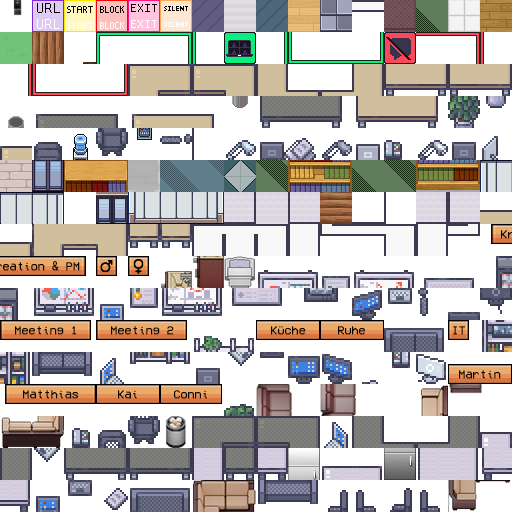 URL START BLOCK EXIT SILENT
URL START BLOCK EXIT SILENT
Kr
reation & PM
Meeting 1 Meeting 2 Küche Ruhe IT
Martin
Matthias Kai Conni